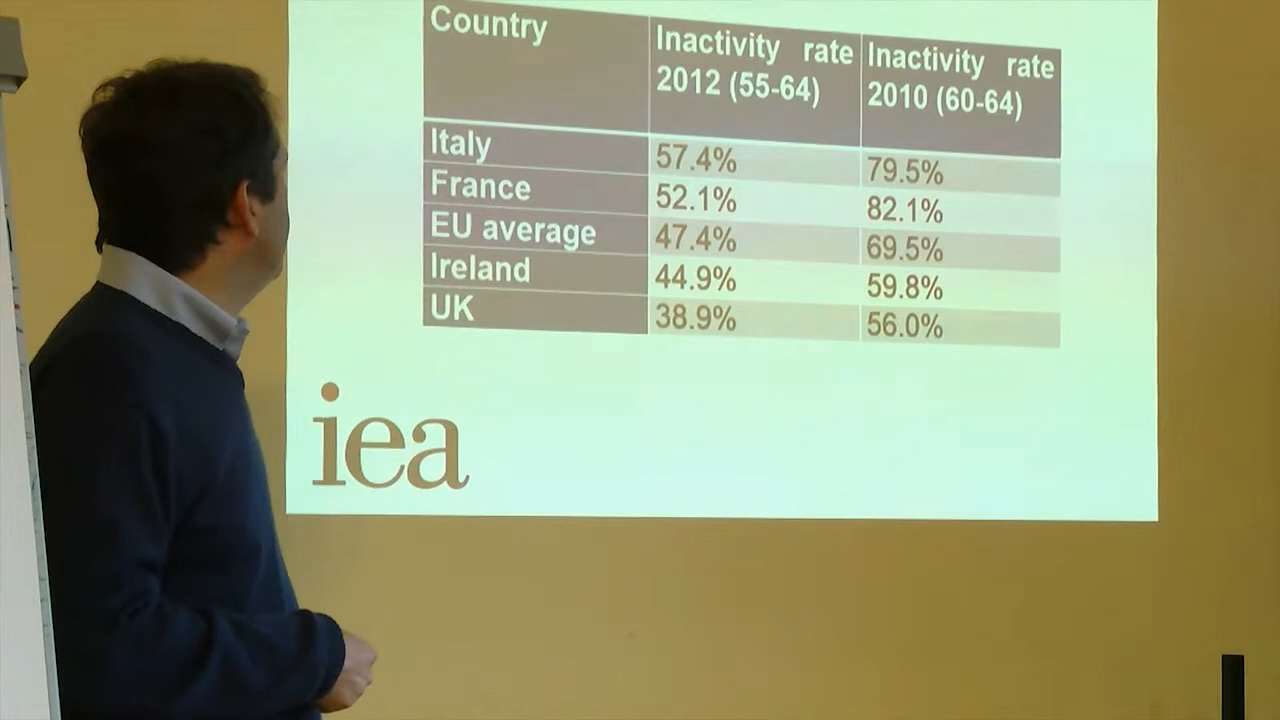 Country Inactivity rate 2012 (55-64) Inactivity rate 2010 (60-64)
Italy 57.4% 79.5%
France 52.1% 82.1%
EU average 47.4% 69.5%
Ireland 44.9% 59.8%
UK 38.9% 56.0%
iea